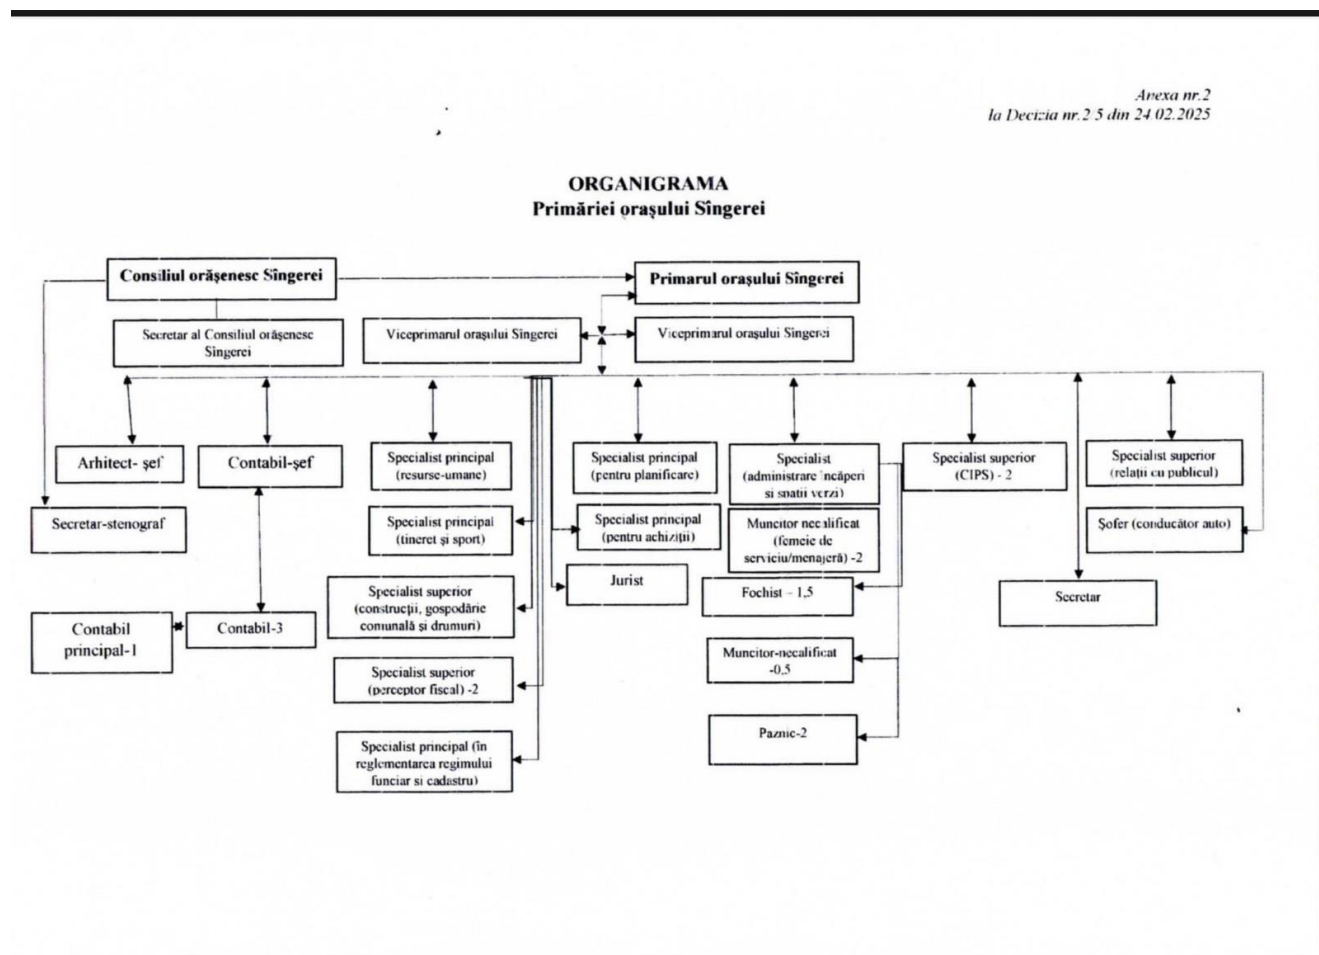 Anexa nr.2
la Decizia nr.2/5 din 24.02.2025
ORGANIGRAMA
Primăriei orașului Sîngerei
Consiliul orășenesc Sîngerei
Primarul orașului Sîngerei
Secretar al Consiliul orășenesc
Sîngerei
Viceprimarul orașului Sîngerei
Viceprimarul orașului Sîngerei
Arhitect- șef
Contabil-șef
Specialist principal
(resurse-umane)
Specialist principal
(pentru planificare)
Specialist
(administrare încăperi
si spatii verzi)
Specialist superior
(CIPS) - 2
Specialist superior
(relații cu publicul)
Secretar-stenograf
Specialist principal
(tineret și sport)
Specialist principal
(pentru achiziții)
Muncitor necalificat
(femeie de
serviciu/menajeră) -2
Șofer (conducător auto)
Specialist superior
(construcții, gospodărie
comunală și drumuri)
Jurist
Fochist – 1,5
Secretar
Contabil
principal-1
Contabil-3
Specialist superior
(perceptor fiscal) -2
Muncitor-necalificat
-0,5
Specialist principal (în
reglementarea regimului
funciar si cadastru)
Paznic-2